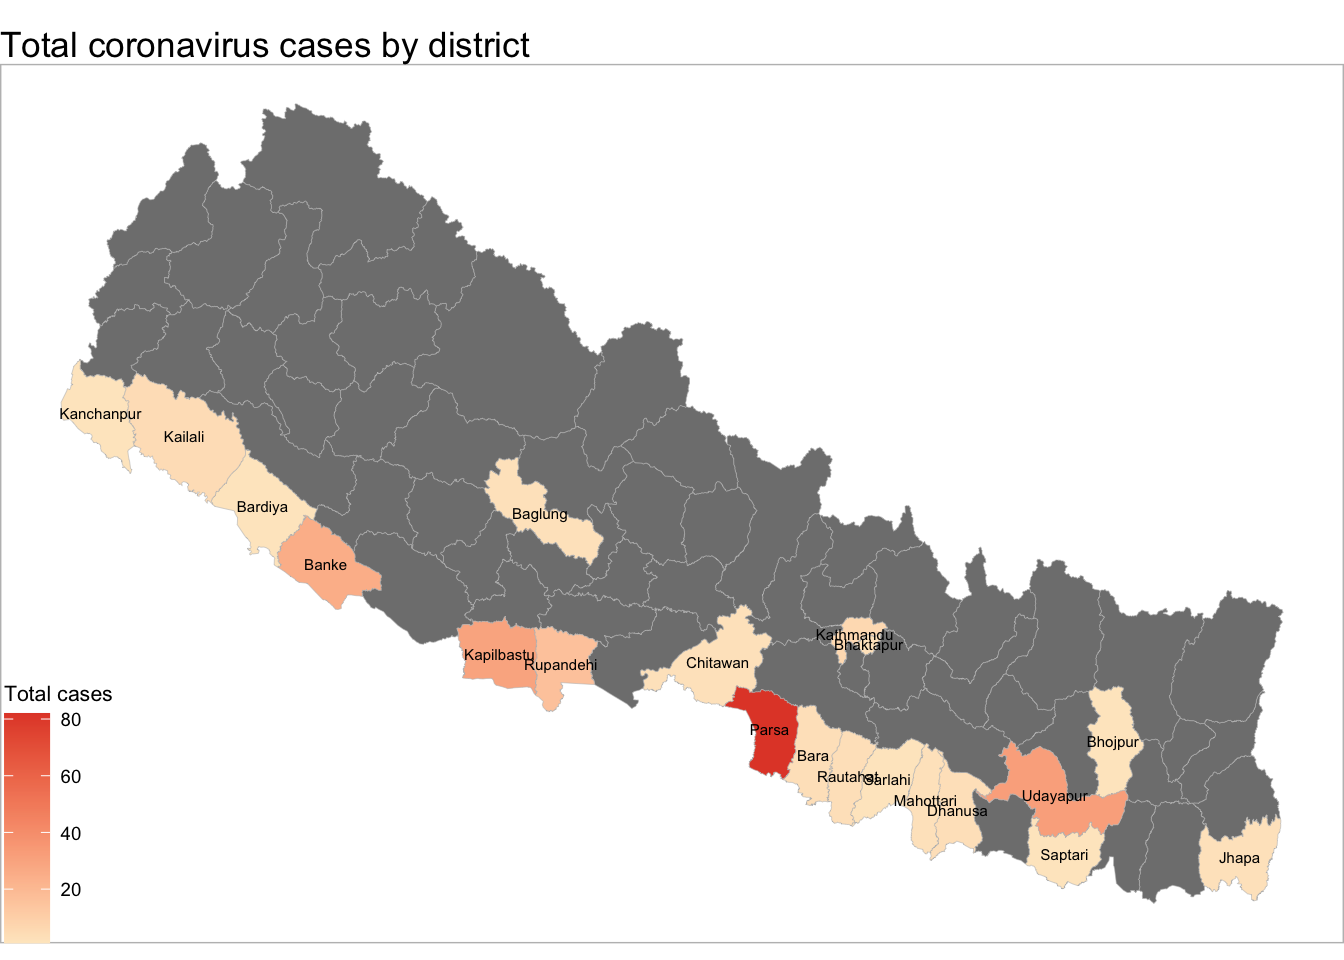 Total coronavirus cases by district
Kanchanpur
Kailali
Bardiya
Baglung
Banke
Kathmandu
Bhaktapur
Kapilbastu
Rupandehi
Chitawan
Total cases
80
60
40
20
Parsa
Bhojpur
Bara
Rautahat
Sarlahi
Udayapur
Mahottari
Dhanusa
Saptari
Jhapa